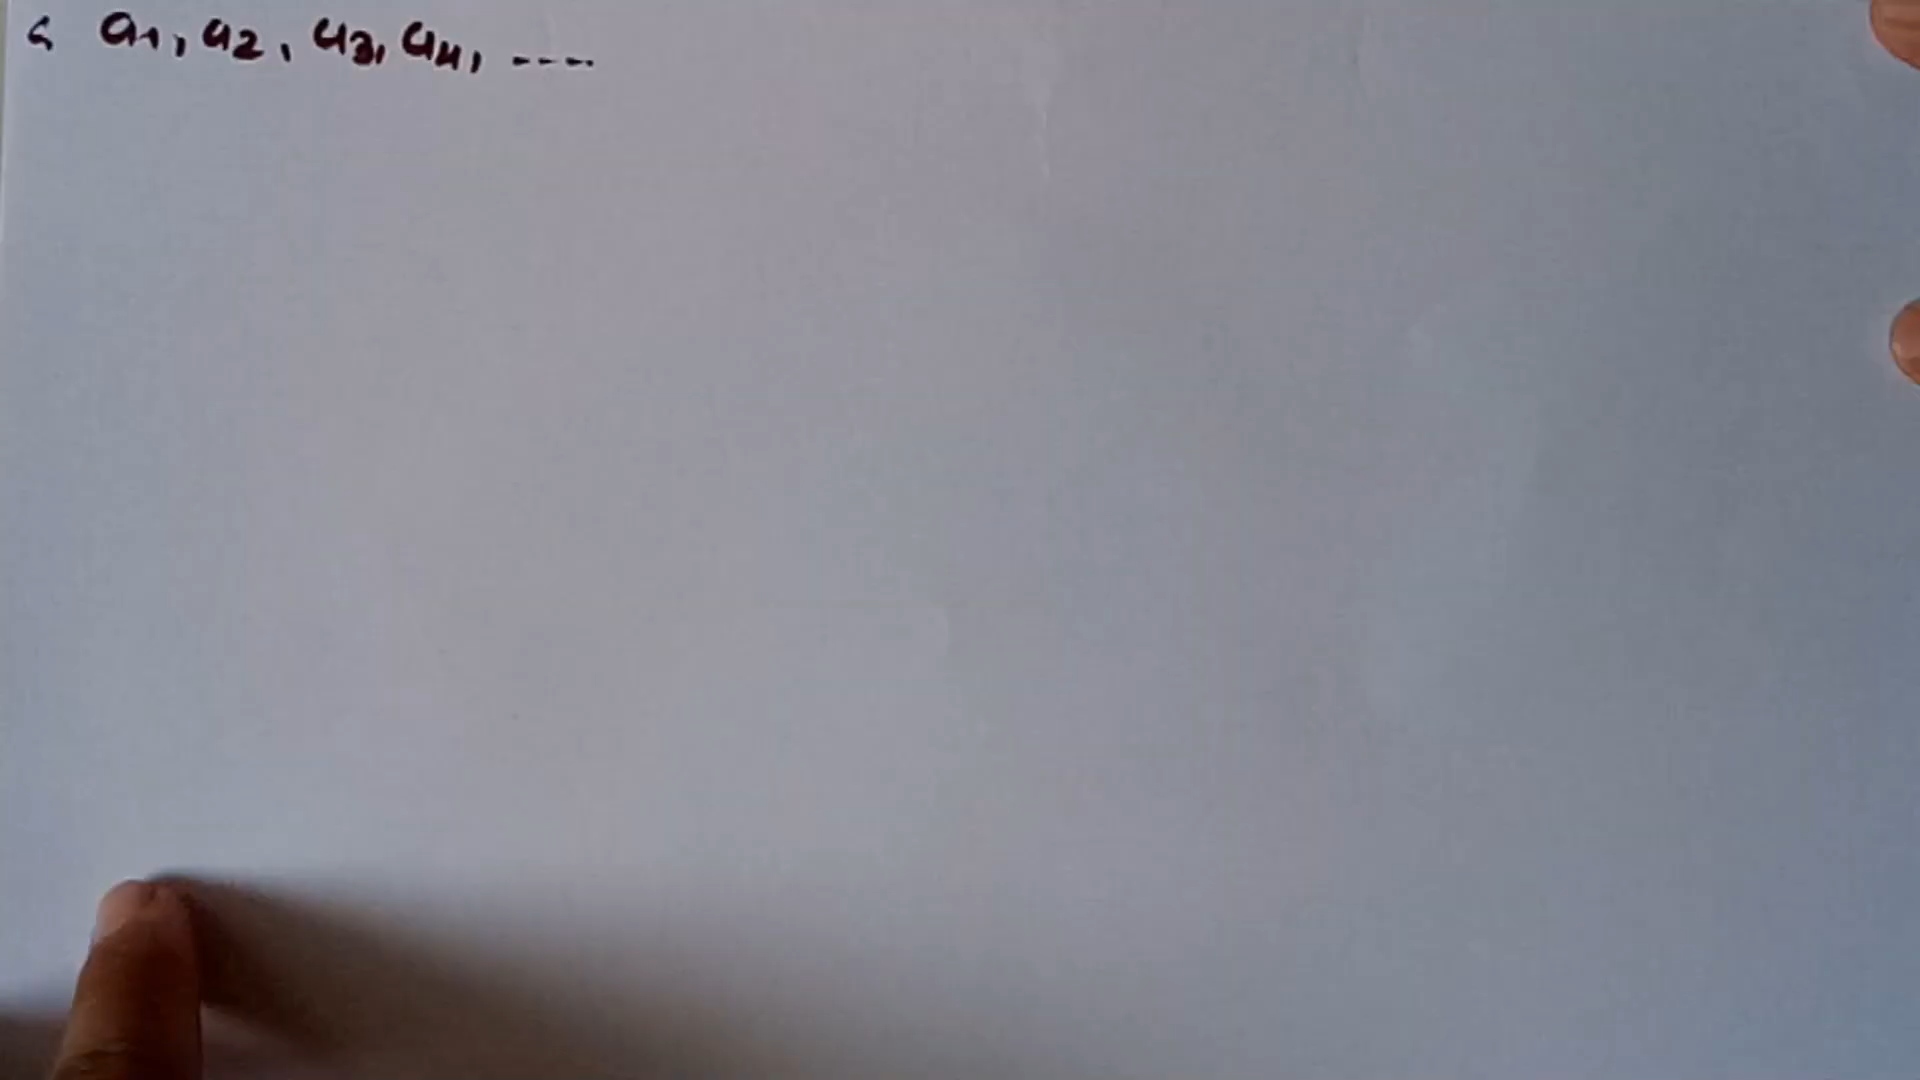 a1, a2, a3, a4, ----